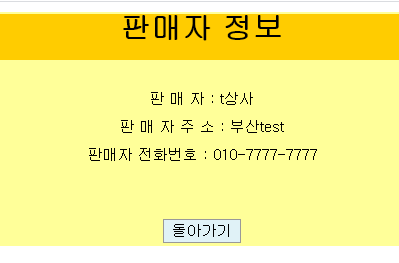 판매자 정보
판 매 자 : t상사
판 매 자 주 소 : 부산test
판매자 전화번호 : 010-7777-7777
돌아가기